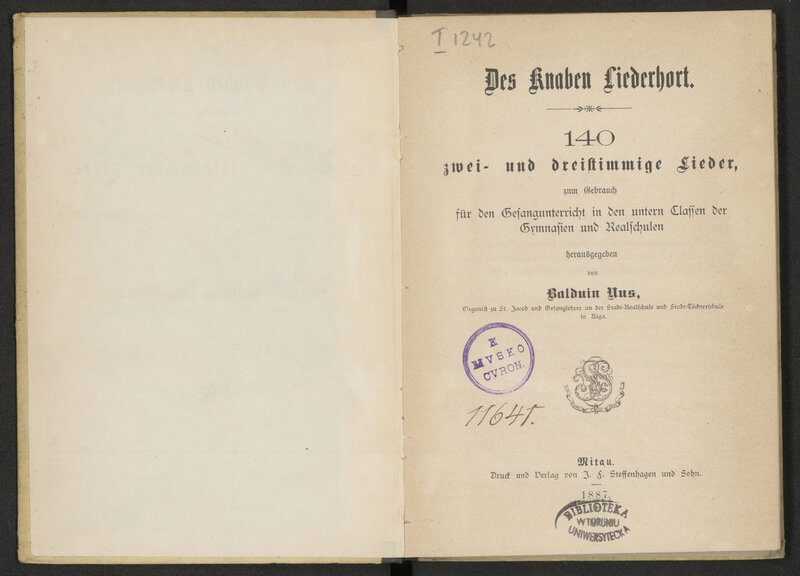 I 1242
Des Knaben Liederhort.
140
zwei- und dreistimmige Lieder,
zum Gebrauch
für den Gesangunterricht in den untern Classen der
Gymnasien und Realschulen
herausgegeben
von
Balduin Nus,
Organist zu St. Jacob und Gesanglehrer an der Stadt-Realschule und Stadt-Töchterschule
in Riga.
E
MVSKO
CVRON.
11641.
Mitau.
Druck und Verlag von J. F. Steffenhagen und Sohn.
1887.
BIBLIOTEKA
W TORUNIU
UNIWERSYTECKA